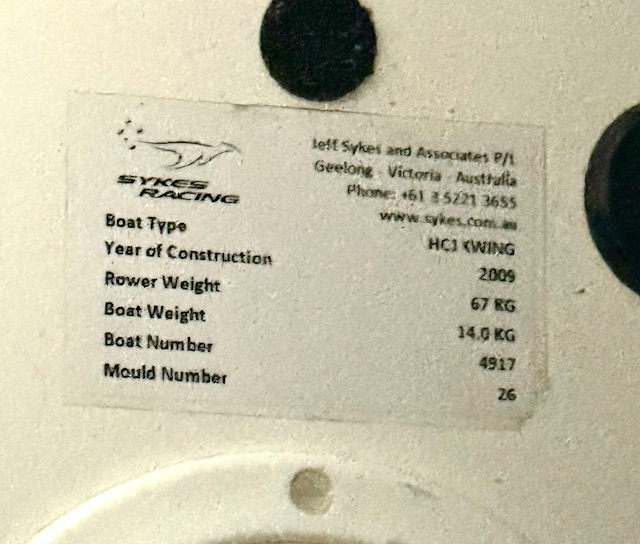 SYKES
RACING
Jeff Sykes and Associates P/L
Geelong - Victoria - Australia
Phone: +61 3 5221 3655
www.sykes.com.au
Boat Type HC1 KWING
Year of Construction 2009
Rower Weight 67 KG
Boat Weight 14.0 KG
Boat Number 4917
Mould Number 26